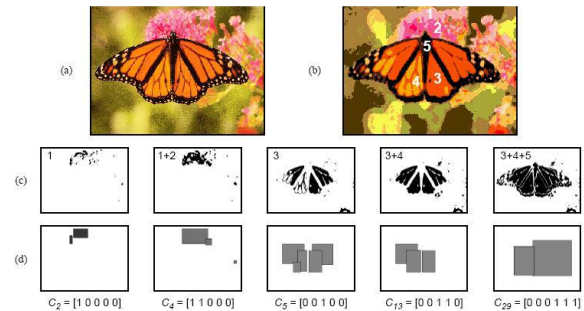 (a)
(b)
1
2
5
4
3
(c)
1
1+2
3
3+4
3+4+5
(d)
C2 = [1 0 0 0 0]
C4 = [1 1 0 0 0]
C5 = [0 0 1 0 0]
C13 = [0 0 1 1 0]
C29 = [0 0 0 1 1 1]